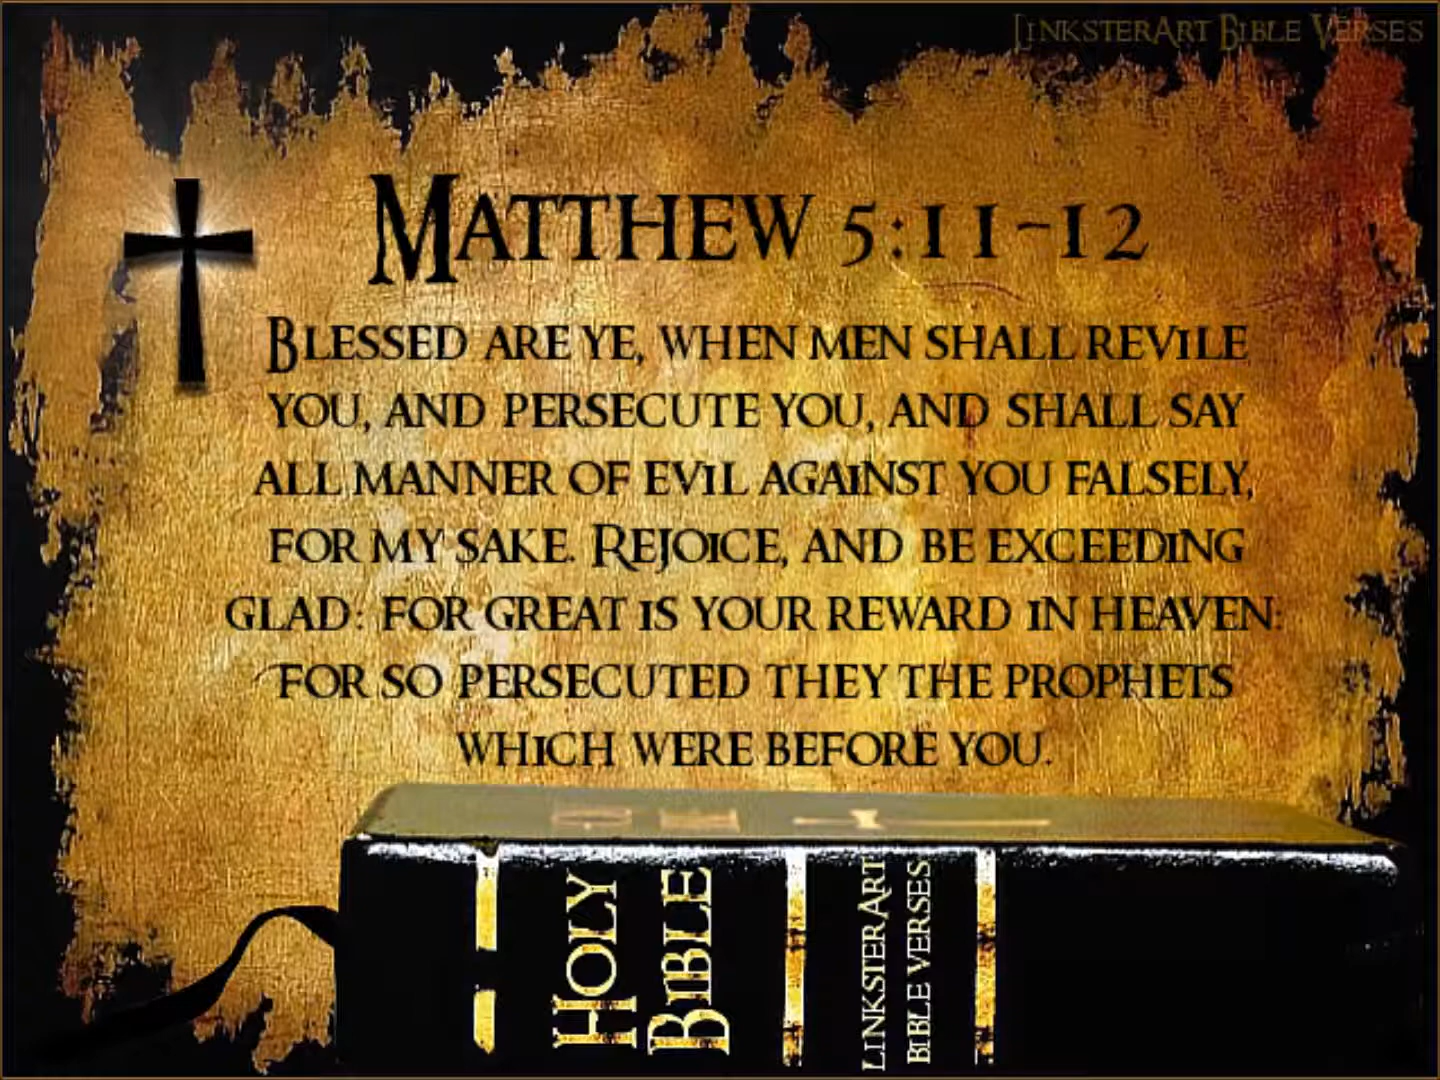 LinksterArt Bible Verses
Matthew 5:11-12
Blessed are ye, when men shall revile
you, and persecute you, and shall say
all manner of evil against you falsely,
for my sake. Rejoice, and be exceeding
glad: for great is your reward in heaven:
for so persecuted they the prophets
which were before you.
Holy
Bible
LinksterArt
Bible Verses